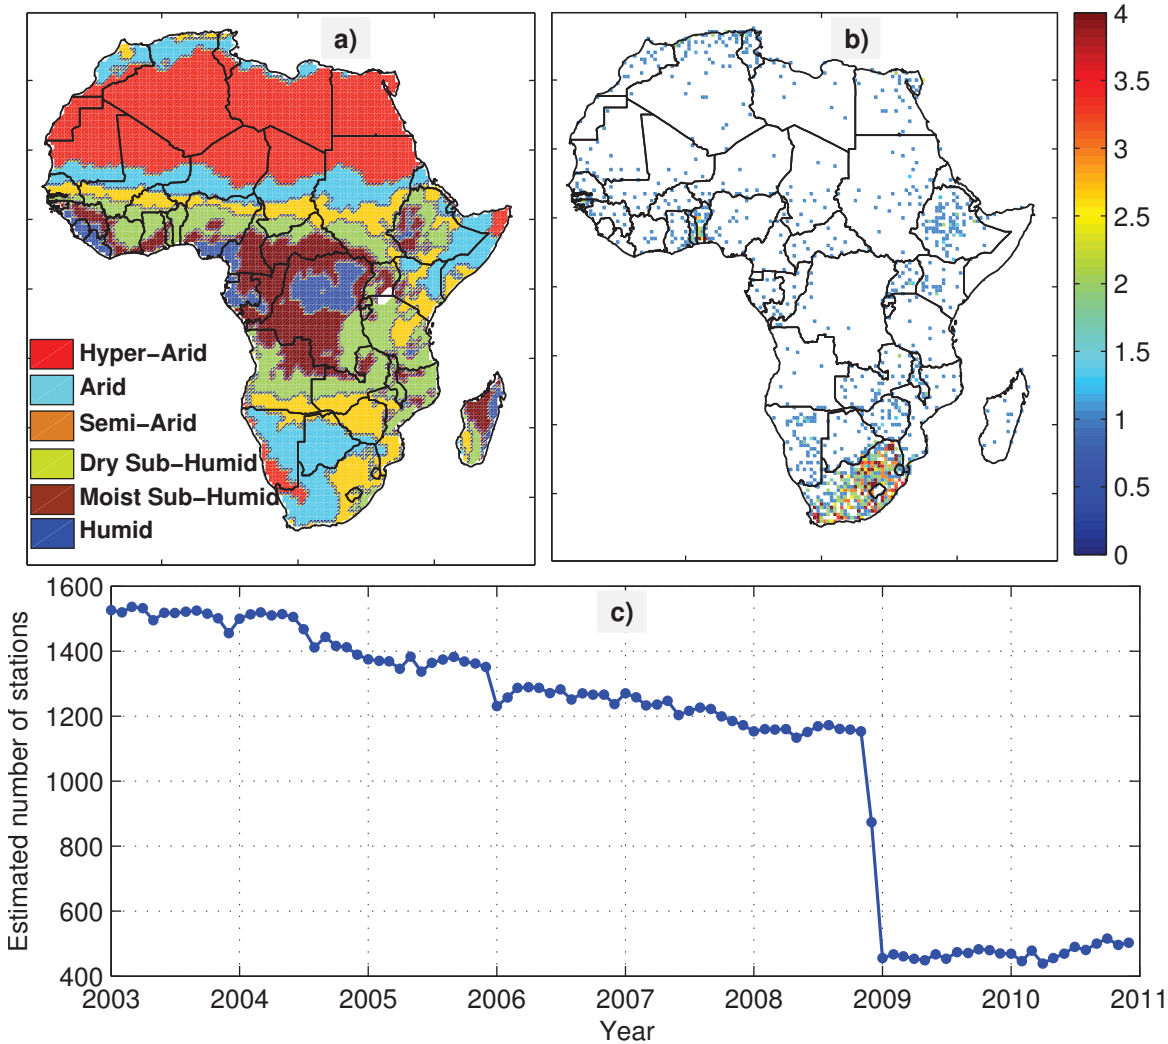 a)
b)
Hyper-Arid
Arid
Semi-Arid
Dry Sub-Humid
Moist Sub-Humid
Humid
4
3.5
3
2.5
2
1.5
1
0.5
0
c)
Estimated number of stations
1600
1400
1200
1000
800
600
400
2003 2004 2005 2006 2007 2008 2009 2010 2011
Year